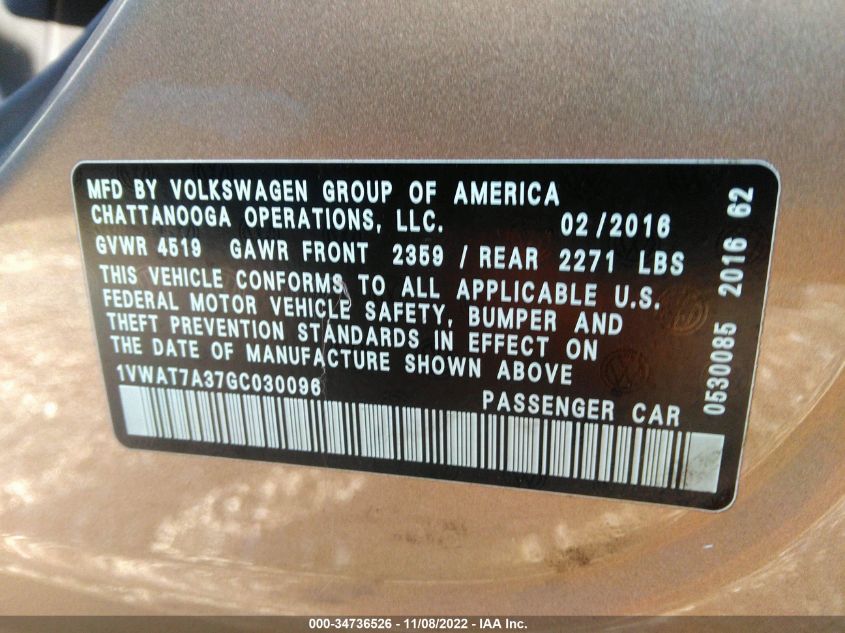 MFD BY VOLKSWAGEN GROUP OF AMERICA
CHATTANOOGA OPERATIONS, LLC. 02/2016
GVWR 4519 GAWR FRONT 2359 / REAR 2271 LBS
THIS VEHICLE CONFORMS TO ALL APPLICABLE U.S.
FEDERAL MOTOR VEHICLE SAFETY, BUMPER AND
THEFT PREVENTION STANDARDS IN EFFECT ON
THE DATE OF MANUFACTURE SHOWN ABOVE
1VWAT7A37GC030096 PASSENGER CAR
0530085 2016 62
000-34736526 - 11/08/2022 - IAA Inc.